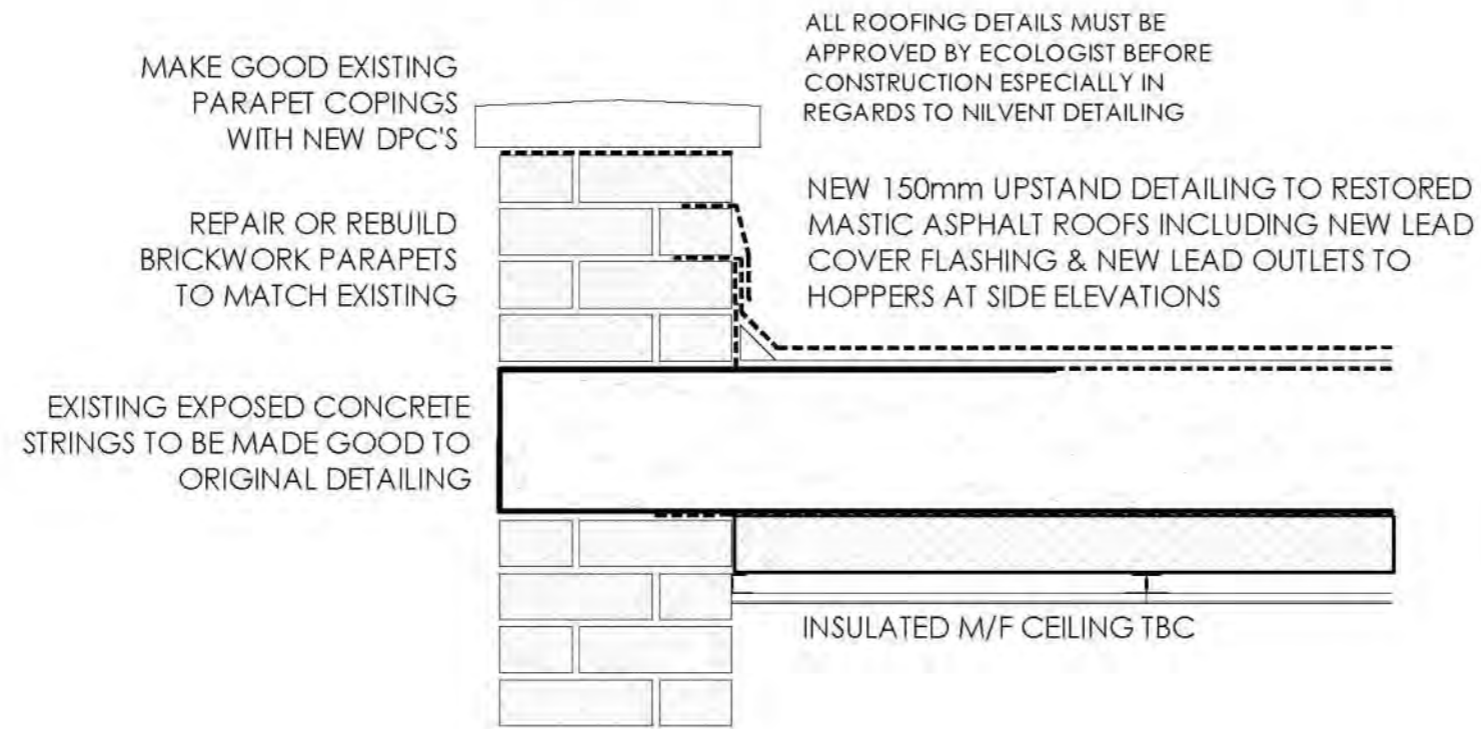 MAKE GOOD EXISTING
PARAPET COPINGS
WITH NEW DPC'S
ALL ROOFING DETAILS MUST BE
APPROVED BY ECOLOGIST BEFORE
CONSTRUCTION ESPECIALLY IN
REGARDS TO NILVENT DETAILING
REPAIR OR REBUILD
BRICKWORK PARAPETS
TO MATCH EXISTING
NEW 150mm UPSTAND DETAILING TO RESTORED
MASTIC ASPHALT ROOFS INCLUDING NEW LEAD
COVER FLASHING & NEW LEAD OUTLETS TO
HOPPERS AT SIDE ELEVATIONS
EXISTING EXPOSED CONCRETE
STRINGS TO BE MADE GOOD TO
ORIGINAL DETAILING
INSULATED M/F CEILING TBC